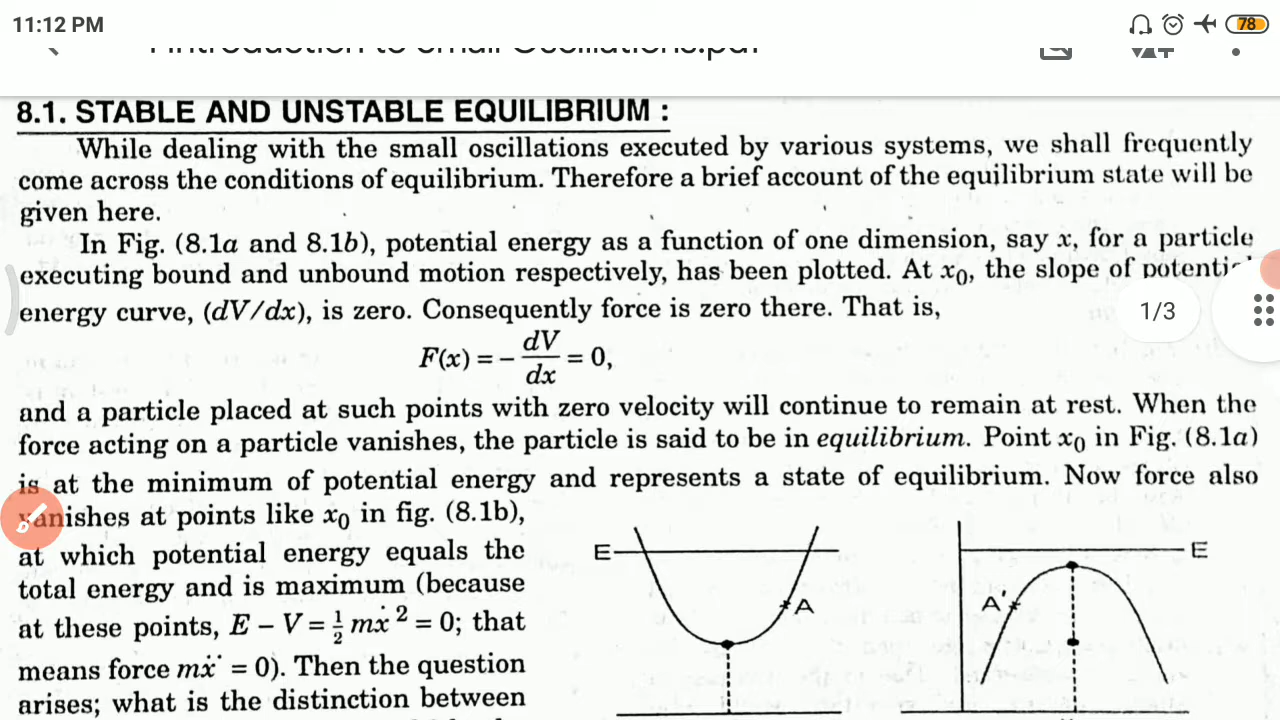 11:12 PM
78
Introduction to Small Oscillations.pdf
8.1. STABLE AND UNSTABLE EQUILIBRIUM :
While dealing with the small oscillations executed by various systems, we shall frequently
come across the conditions of equilibrium. Therefore a brief account of the equilibrium state will be
given here.
In Fig. (8.1a and 8.1b), potential energy as a function of one dimension, say x, for a particle
executing bound and unbound motion respectively, has been plotted. At x₀, the slope of potential
energy curve, (dV/dx), is zero. Consequently force is zero there. That is,
1/3
F(x) = − dV/dx = 0,
and a particle placed at such points with zero velocity will continue to remain at rest. When the
force acting on a particle vanishes, the particle is said to be in equilibrium. Point x₀ in Fig. (8.1a)
is at the minimum of potential energy and represents a state of equilibrium. Now force also
vanishes at points like x₀ in fig. (8.1b),
at which potential energy equals the
total energy and is maximum (because
at these points, E − V = ½ mẋ² = 0; that
means force mẍ = 0). Then the question
arises; what is the distinction between
E
A
E
A′